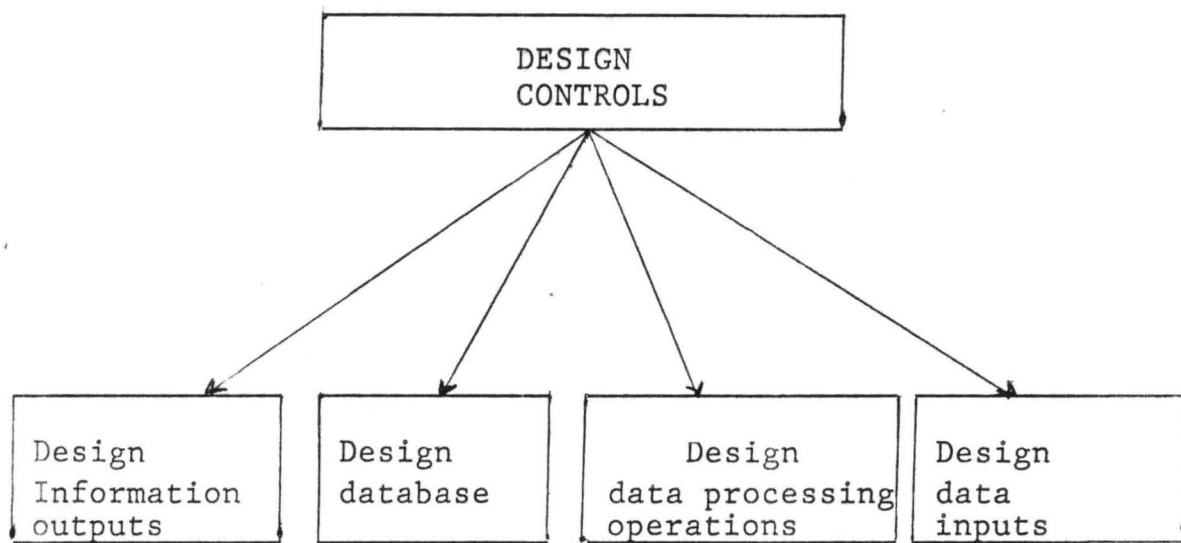 DESIGN
CONTROLS
Design
Information
outputs
Design
database
Design
data processing
operations
Design
data
inputs